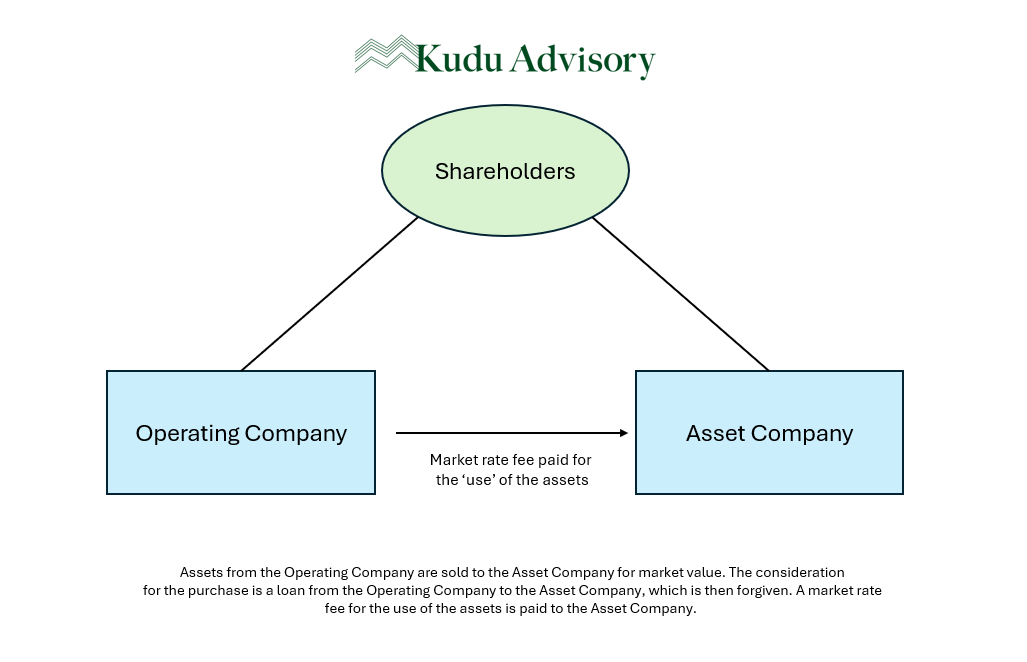 Kudu Advisory
Shareholders
Operating Company
Asset Company
Market rate fee paid for
the ‘use’ of the assets
Assets from the Operating Company are sold to the Asset Company for market value. The consideration
for the purchase is a loan from the Operating Company to the Asset Company, which is then forgiven. A market rate
fee for the use of the assets is paid to the Asset Company.